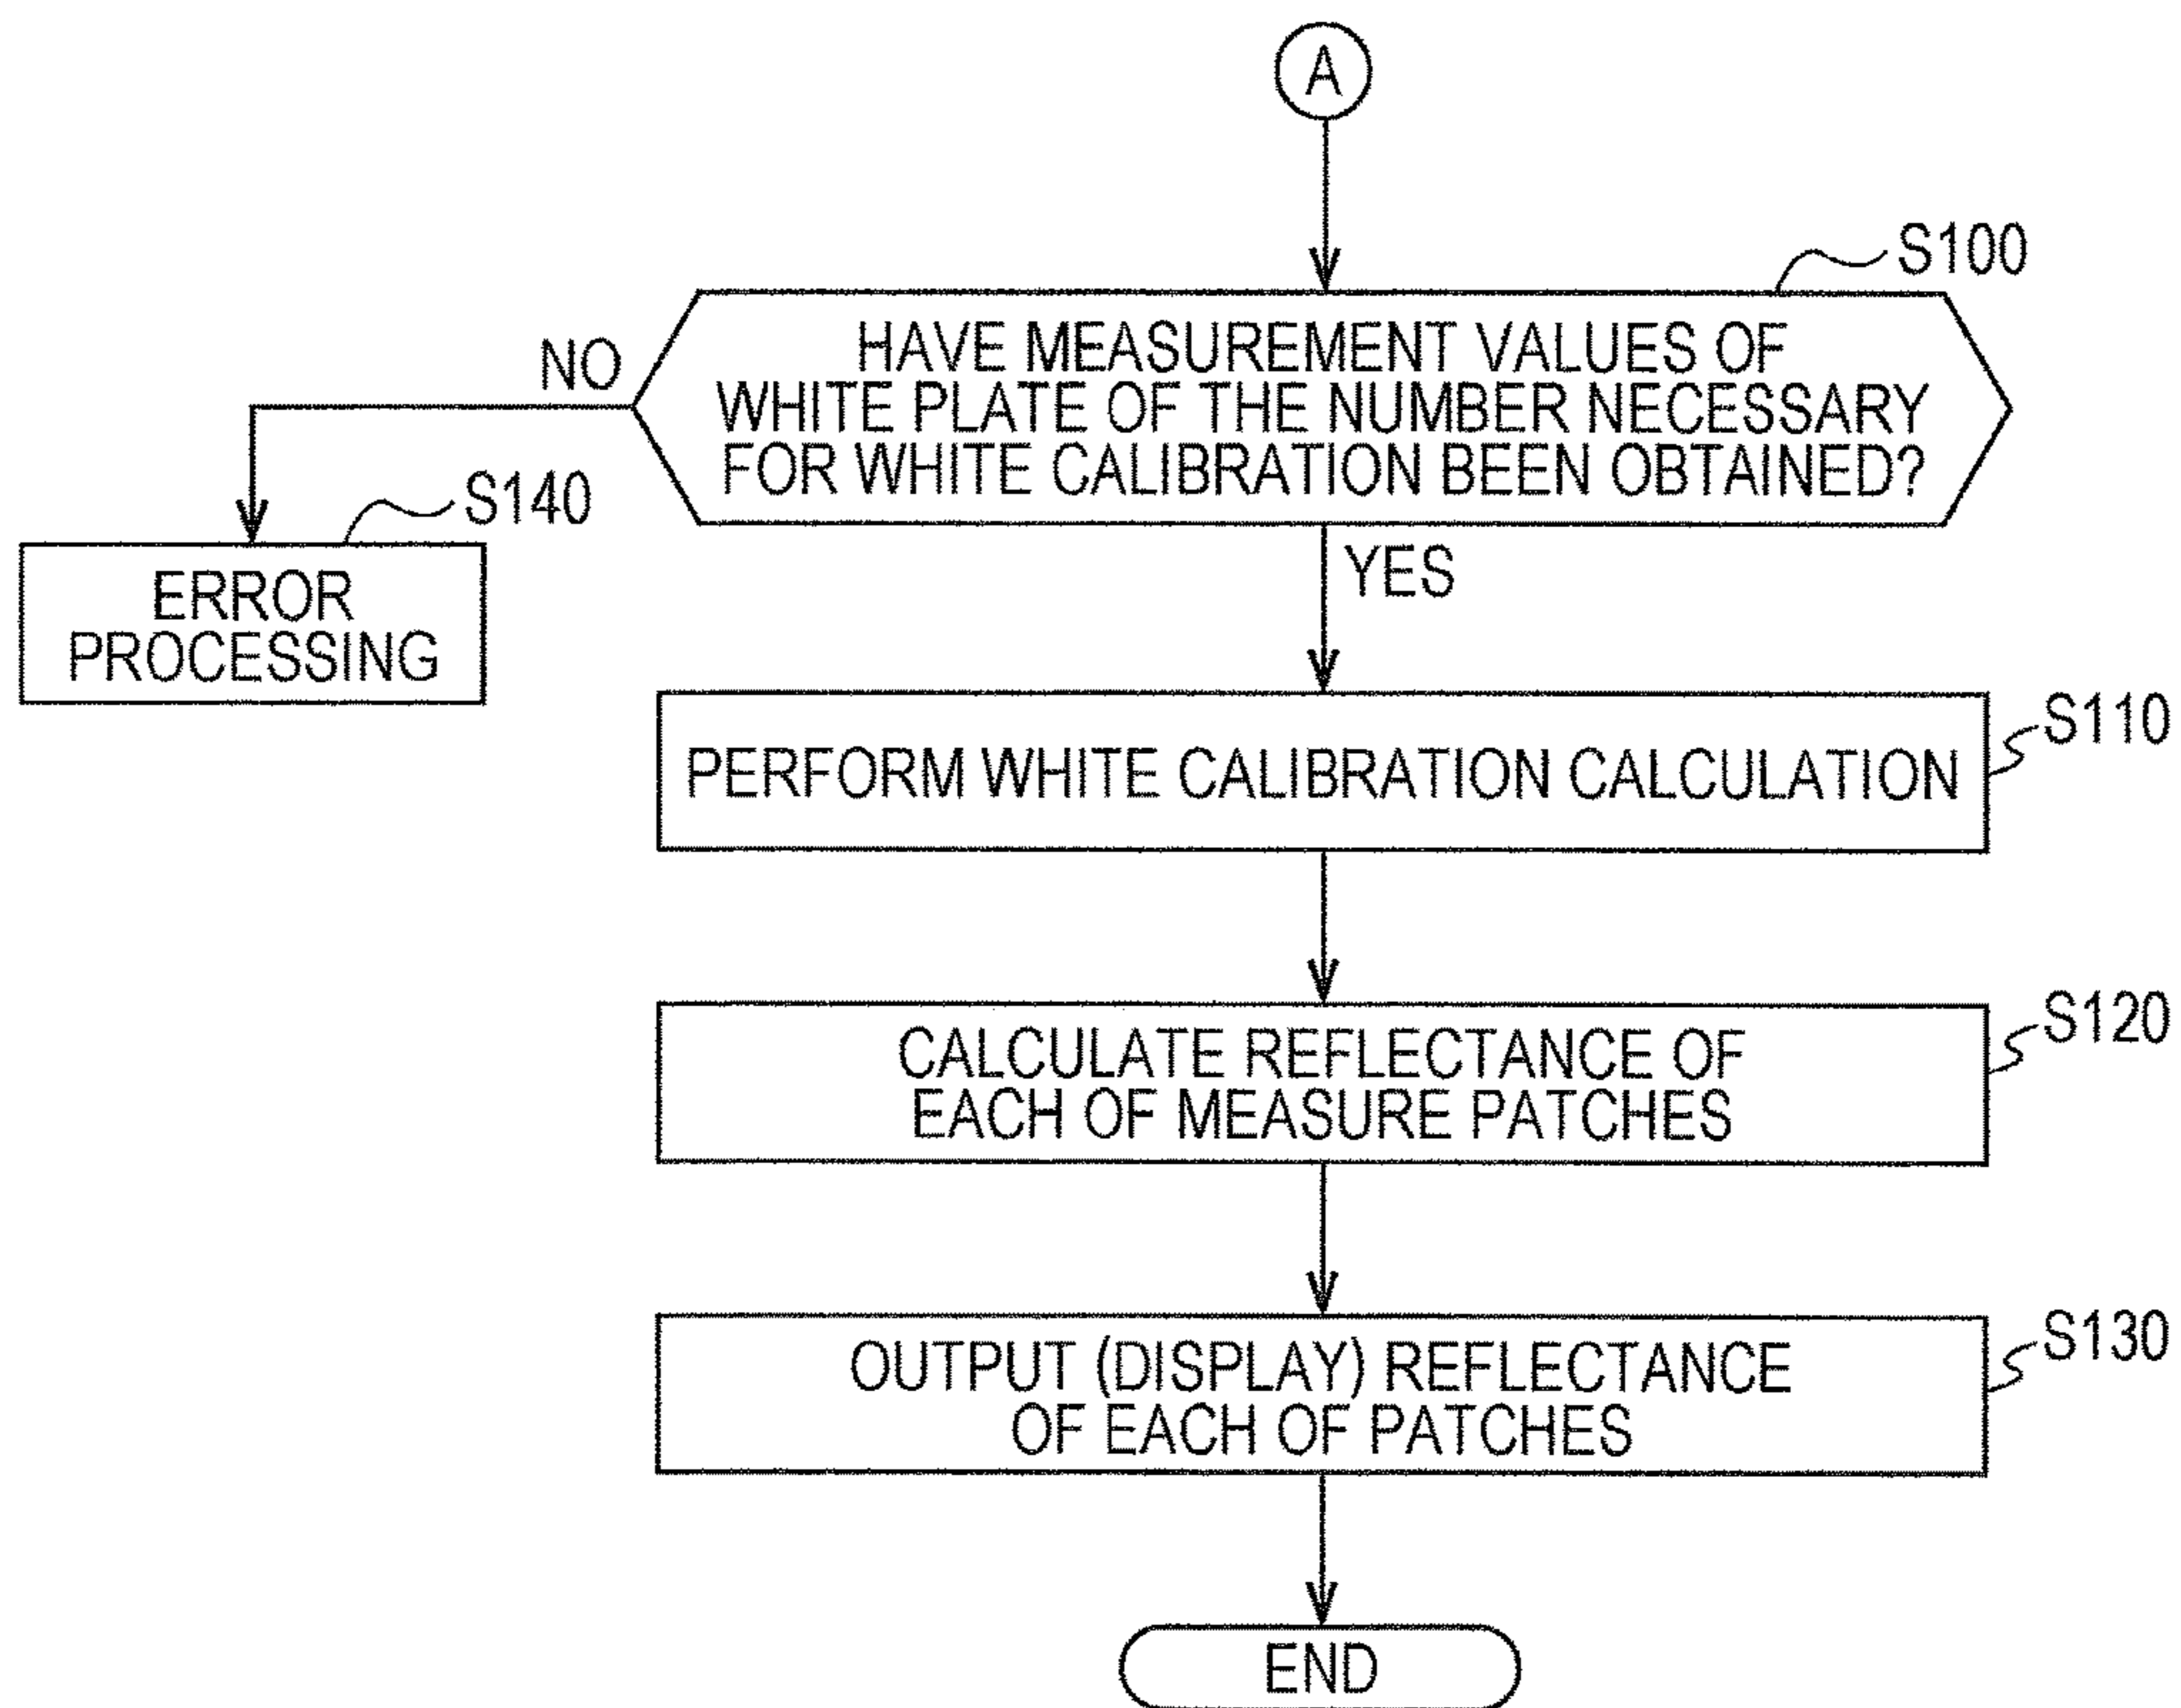 A
S100
HAVE MEASUREMENT VALUES OF
WHITE PLATE OF THE NUMBER NECESSARY
FOR WHITE CALIBRATION BEEN OBTAINED?
NO
S140
ERROR
PROCESSING
YES
S110
PERFORM WHITE CALIBRATION CALCULATION
S120
CALCULATE REFLECTANCE OF
EACH OF MEASURE PATCHES
S130
OUTPUT (DISPLAY) REFLECTANCE
OF EACH OF PATCHES
END